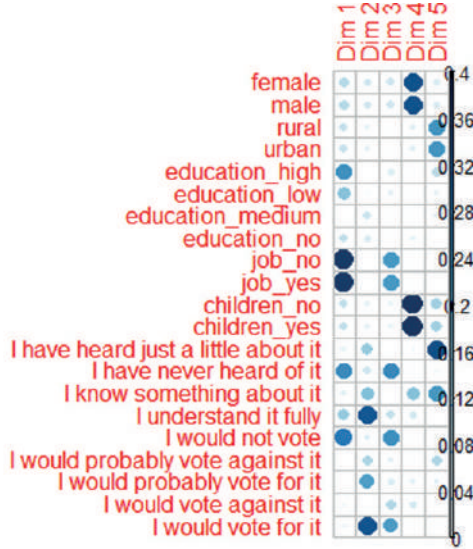 Dim 1 Dim 2 Dim 3 Dim 4 Dim 5
female 0.4
male
rural 0.36
urban
education_high 0.32
education_low
education_medium 0.28
education_no
job_no 0.24
job_yes
children_no 0.2
children_yes
I have heard just a little about it 0.16
I have never heard of it
I know something about it 0.12
I understand it fully
I would not vote 0.08
I would probably vote against it
I would probably vote for it 0.04
I would vote against it
I would vote for it
0